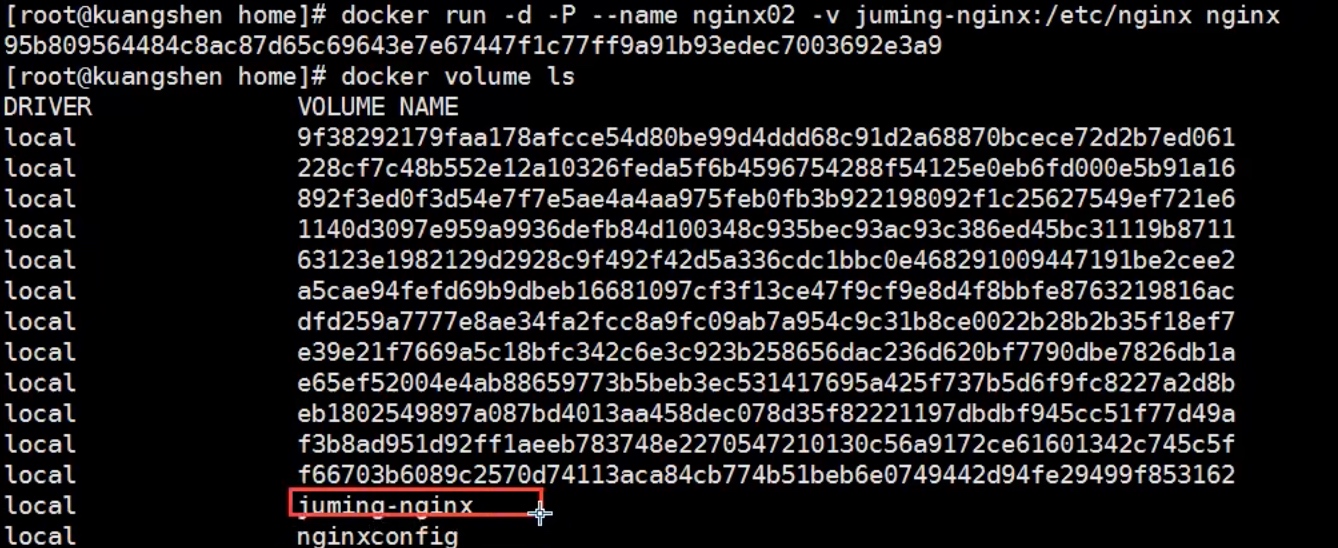 [root@kuangshen home]# docker run -d -P --name nginx02 -v juming-nginx:/etc/nginx nginx
95b809564484c8ac87d65c69643e7e67447f1c77ff9a91b93edec7003692e3a9
[root@kuangshen home]# docker volume ls
DRIVER VOLUME NAME
local 9f38292179faa178afcce54d80be99d4ddd68c91d2a68870bcece72d2b7ed061
local 228cf7c48b552e12a10326feda5f6b4596754288f54125e0eb6fd000e5b91a16
local 892f3ed0f3d54e7f7e5ae4a4aa975feb0fb3b922198092f1c25627549ef721e6
local 1140d3097e959a9936defb84d100348c935bec93ac93c386ed45bc31119b8711
local 63123e1982129d2928c9f492f42d5a336cdc1bbc0e468291009447191be2cee2
local a5cae94fefd69b9dbeb16681097cf3f13ce47f9cf9e8d4f8bbfe8763219816ac
local dfd259a7777e8ae34fa2fcc8a9fc09ab7a954c9c31b8ce0022b28b2b35f18ef7
local e39e21f7669a5c18bfc342c6e3c923b258656dac236d620bf7790dbe7826db1a
local e65ef52004e4ab88659773b5beb3ec531417695a425f737b5d6f9fc8227a2d8b
local eb1802549897a087bd4013aa458dec078d35f82221197dbdbf945cc51f77d49a
local f3b8ad951d92ff1aeeb783748e2270547210130c56a9172ce61601342c745c5f
local f66703b6089c2570d74113aca84cb774b51beb6e0749442d94fe29499f853162
local juming-nginx
local nginxconfig